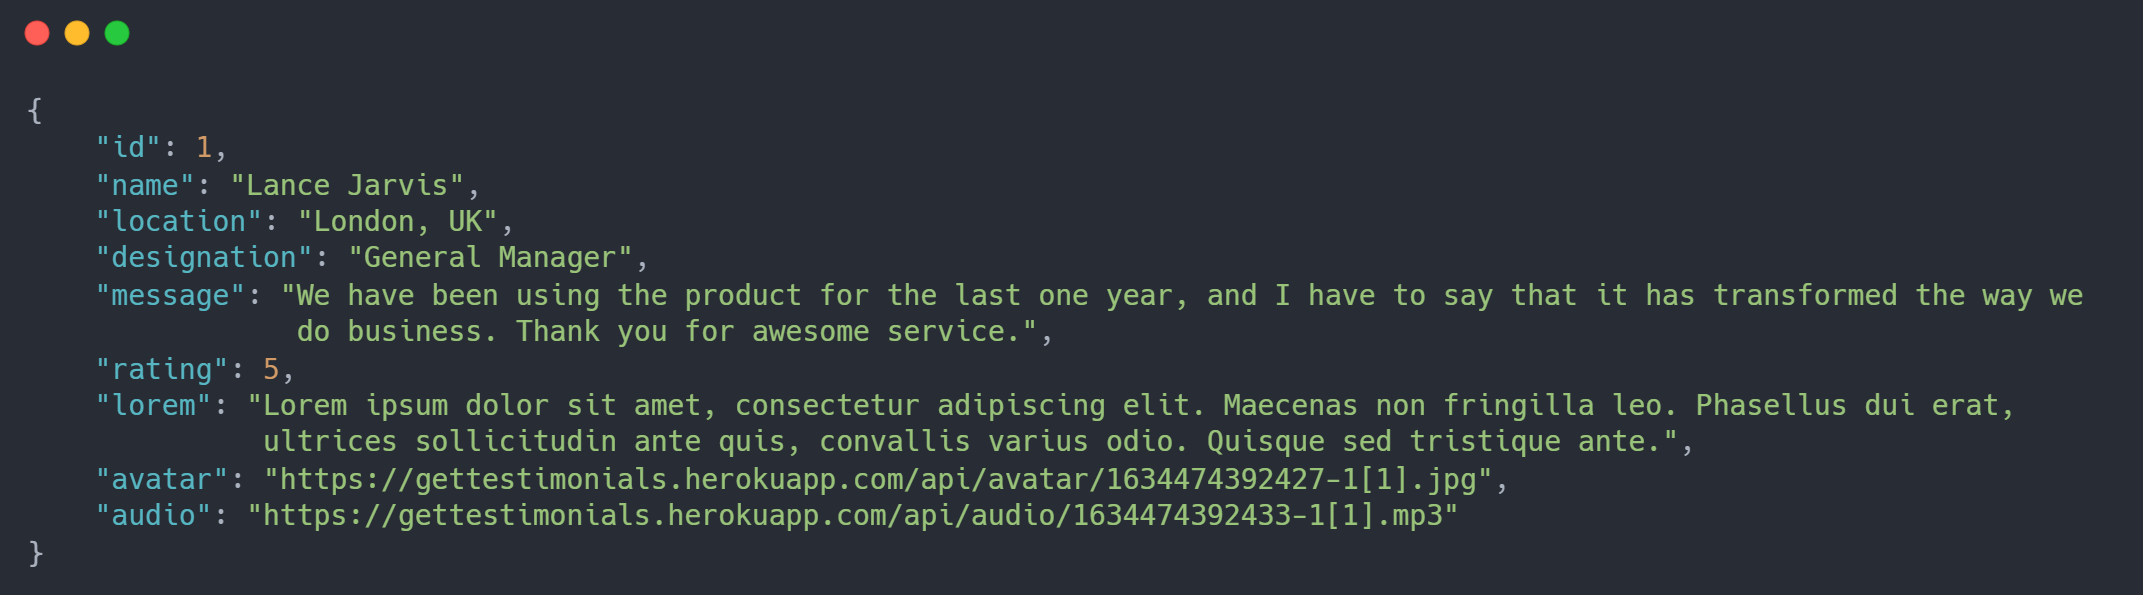 {
    "id": 1,
    "name": "Lance Jarvis",
    "location": "London, UK",
    "designation": "General Manager",
    "message": "We have been using the product for the last one year, and I have to say that it has transformed the way we
                do business. Thank you for awesome service.",
    "rating": 5,
    "lorem": "Lorem ipsum dolor sit amet, consectetur adipiscing elit. Maecenas non fringilla leo. Phasellus dui erat,
              ultrices sollicitudin ante quis, convallis varius odio. Quisque sed tristique ante.",
    "avatar": "https://gettestimonials.herokuapp.com/api/avatar/1634474392427-1[1].jpg",
    "audio": "https://gettestimonials.herokuapp.com/api/audio/1634474392433-1[1].mp3"
}